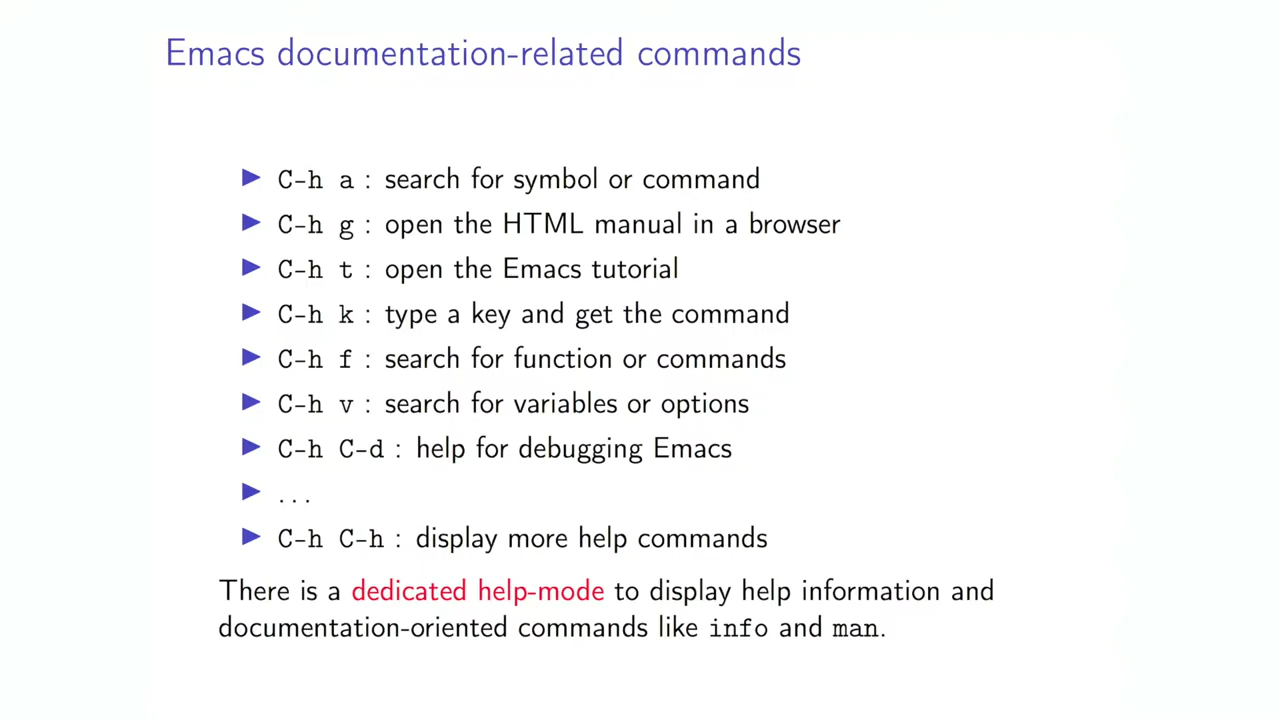 Emacs documentation-related commands
▶ C-h a : search for symbol or command
▶ C-h g : open the HTML manual in a browser
▶ C-h t : open the Emacs tutorial
▶ C-h k : type a key and get the command
▶ C-h f : search for function or commands
▶ C-h v : search for variables or options
▶ C-h C-d : help for debugging Emacs
▶ ...
▶ C-h C-h : display more help commands
There is a dedicated help-mode to display help information and
documentation-oriented commands like info and man.